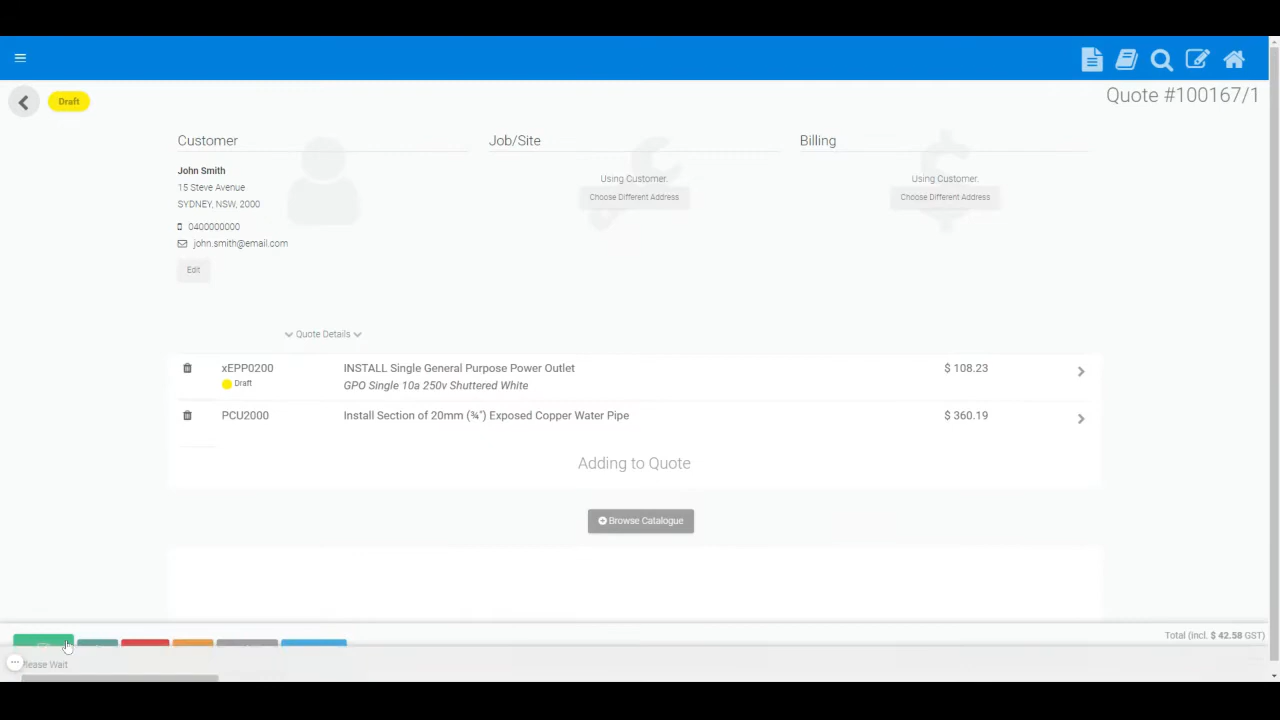 Draft
Quote #100167/1
Customer
John Smith
15 Steve Avenue
SYDNEY, NSW, 2000
0400000000
john.smith@email.com
Edit
Job/Site
Using Customer.
Choose Different Address
Billing
Using Customer.
Choose Different Address
Quote Details
xEPP0200 INSTALL Single General Purpose Power Outlet $ 108.23
Draft GPO Single 10a 250v Shuttered White
PCU2000 Install Section of 20mm (¾") Exposed Copper Water Pipe $ 360.19
Adding to Quote
Browse Catalogue
Total (incl. $ 42.58 GST)
Please Wait